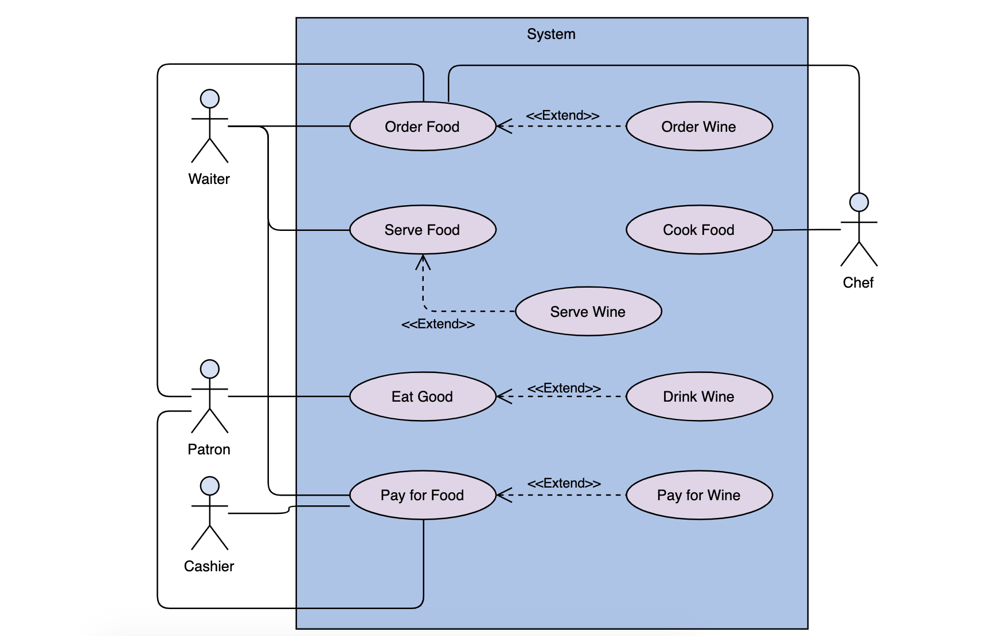 System
<<Extend>>
Order Food
Order Wine
Waiter
Serve Food
Cook Food
Chef
Serve Wine
<<Extend>>
<<Extend>>
Eat Good
Drink Wine
Patron
<<Extend>>
Pay for Food
Pay for Wine
Cashier